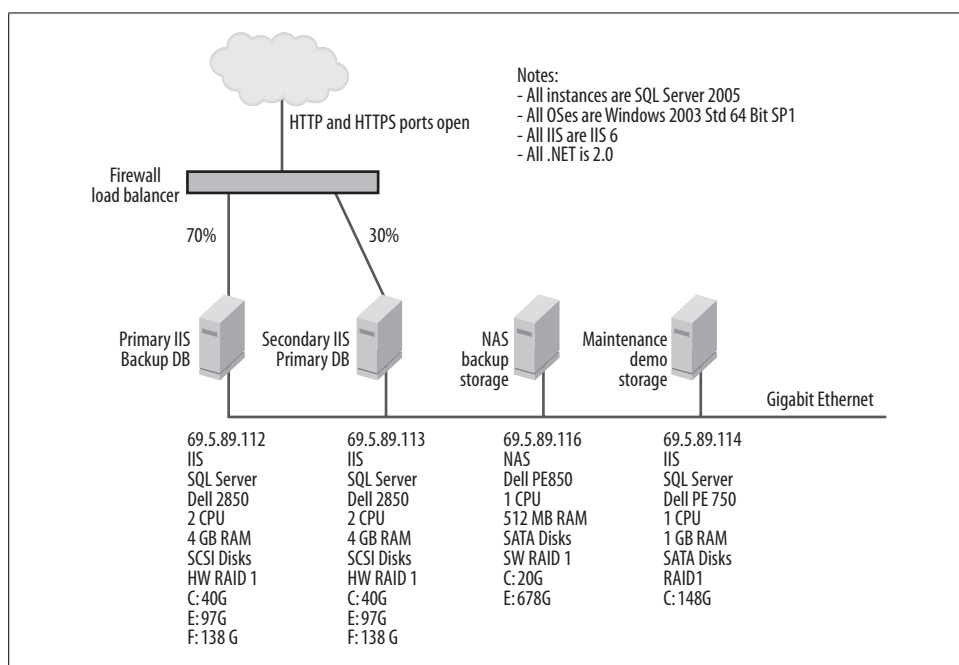 HTTP and HTTPS ports open
Notes:
- All instances are SQL Server 2005
- All OSes are Windows 2003 Std 64 Bit SP1
- All IIS are IIS 6
- All .NET is 2.0
Firewall
load balancer
70%
30%
Primary IIS
Backup DB
Secondary IIS
Primary DB
NAS
backup
storage
Maintenance
demo
storage
Gigabit Ethernet
69.5.89.112
IIS
SQL Server
Dell 2850
2 CPU
4 GB RAM
SCSI Disks
HW RAID 1
C: 40G
E: 97G
F: 138 G
69.5.89.113
IIS
SQL Server
Dell 2850
2 CPU
4 GB RAM
SCSI Disks
HW RAID 1
C: 40G
E: 97G
F: 138 G
69.5.89.116
NAS
Dell PE850
1 CPU
512 MB RAM
SATA Disks
SW RAID 1
C: 20G
E: 678G
69.5.89.114
IIS
SQL Server
Dell PE 750
1 CPU
1 GB RAM
SATA Disks
RAID1
C: 148G